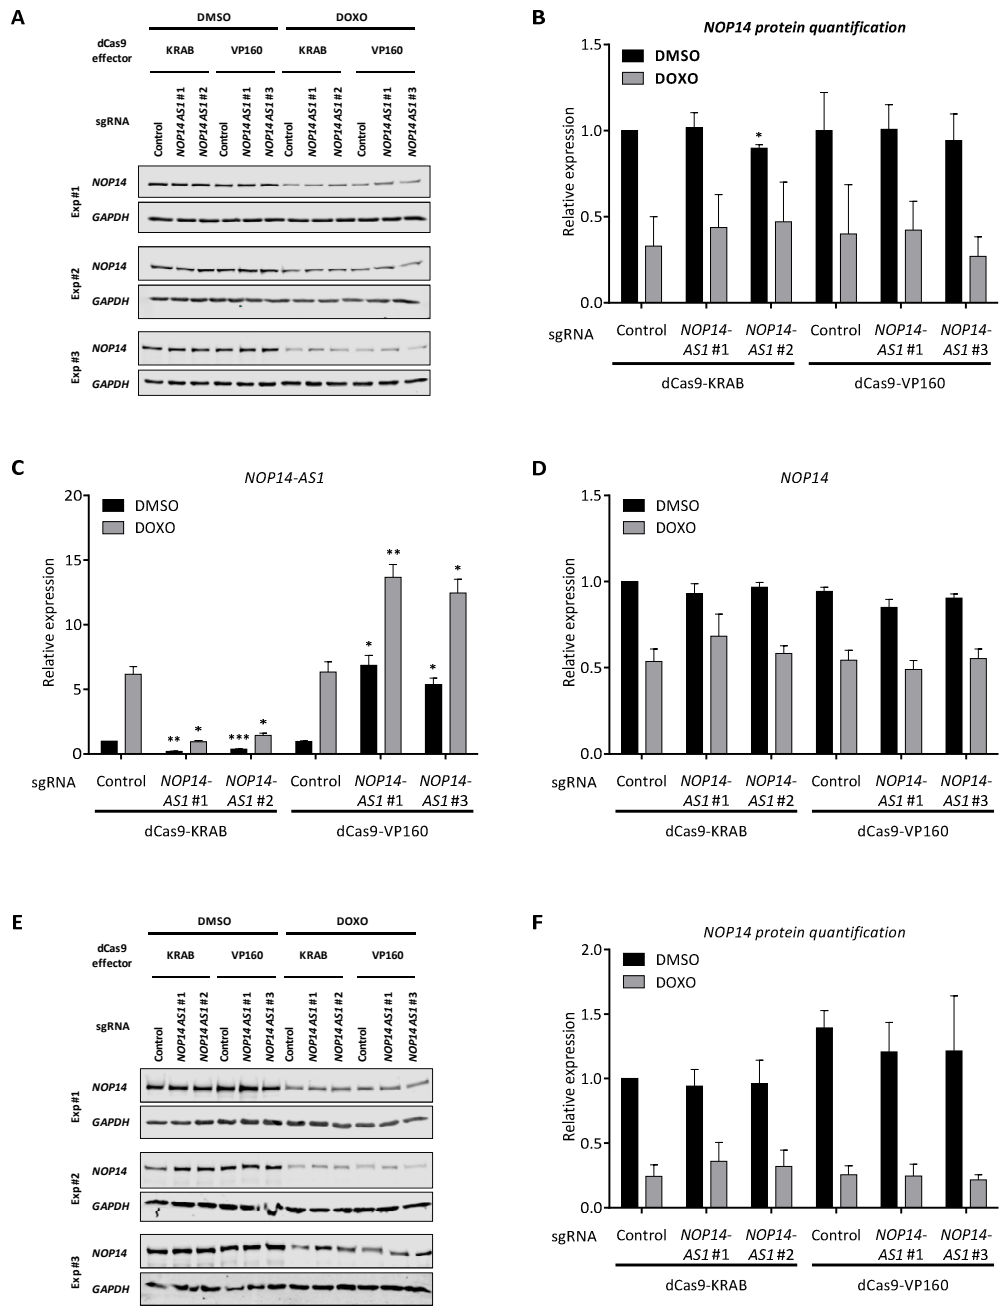 A
DMSO DOXO
dCas9
effector
KRAB VP160 KRAB VP160
sgRNA
Control
NOP14 AS1 #1
NOP14 AS1 #2
Control
NOP14 AS1 #1
NOP14 AS1 #3
Control
NOP14 AS1 #1
NOP14 AS1 #2
Control
NOP14 AS1 #1
NOP14 AS1 #3
Exp#1
NOP14
GAPDH
Exp#2
NOP14
GAPDH
Exp#3
NOP14
GAPDH
B
NOP14 protein quantification
DMSO
DOXO
Relative expression
1.5
1.0
0.5
0.0
*
sgRNA
Control NOP14- NOP14- Control NOP14- NOP14-
AS1 #1 AS1 #2 AS1 #1 AS1 #3
dCas9-KRAB dCas9-VP160
C
NOP14-AS1
DMSO
DOXO
Relative expression
20
15
10
5
0
** * *** * * ** * *
sgRNA
Control NOP14- NOP14- Control NOP14- NOP14-
AS1 #1 AS1 #2 AS1 #1 AS1 #3
dCas9-KRAB dCas9-VP160
D
NOP14
DMSO
DOXO
Relative expression
1.5
1.0
0.5
0.0
sgRNA
Control NOP14- NOP14- Control NOP14- NOP14-
AS1 #1 AS1 #2 AS1 #1 AS1 #3
dCas9-KRAB dCas9-VP160
E
DMSO DOXO
dCas9
effector
KRAB VP160 KRAB VP160
sgRNA
Control
NOP14 AS1 #1
NOP14 AS1 #2
Control
NOP14 AS1 #1
NOP14 AS1 #3
Control
NOP14 AS1 #1
NOP14 AS1 #2
Control
NOP14 AS1 #1
NOP14 AS1 #3
Exp#1
NOP14
GAPDH
Exp#2
NOP14
GAPDH
Exp#3
NOP14
GAPDH
F
NOP14 protein quantification
DMSO
DOXO
Relative expression
2.0
1.5
1.0
0.5
0.0
sgRNA
Control NOP14- NOP14- Control NOP14- NOP14-
AS1 #1 AS1 #2 AS1 #1 AS1 #3
dCas9-KRAB dCas9-VP160